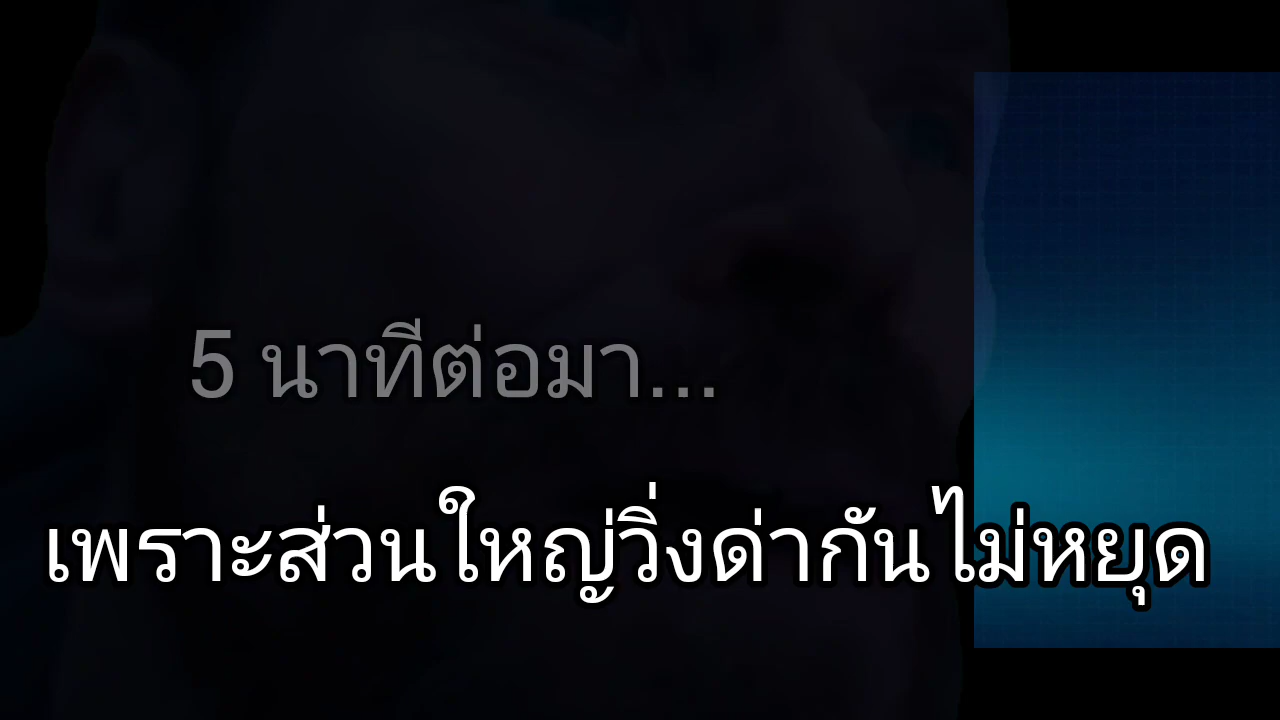 5 นาทีต่อมา...
เพราะส่วนใหญ่วิ่งด่ากันไม่หยุด